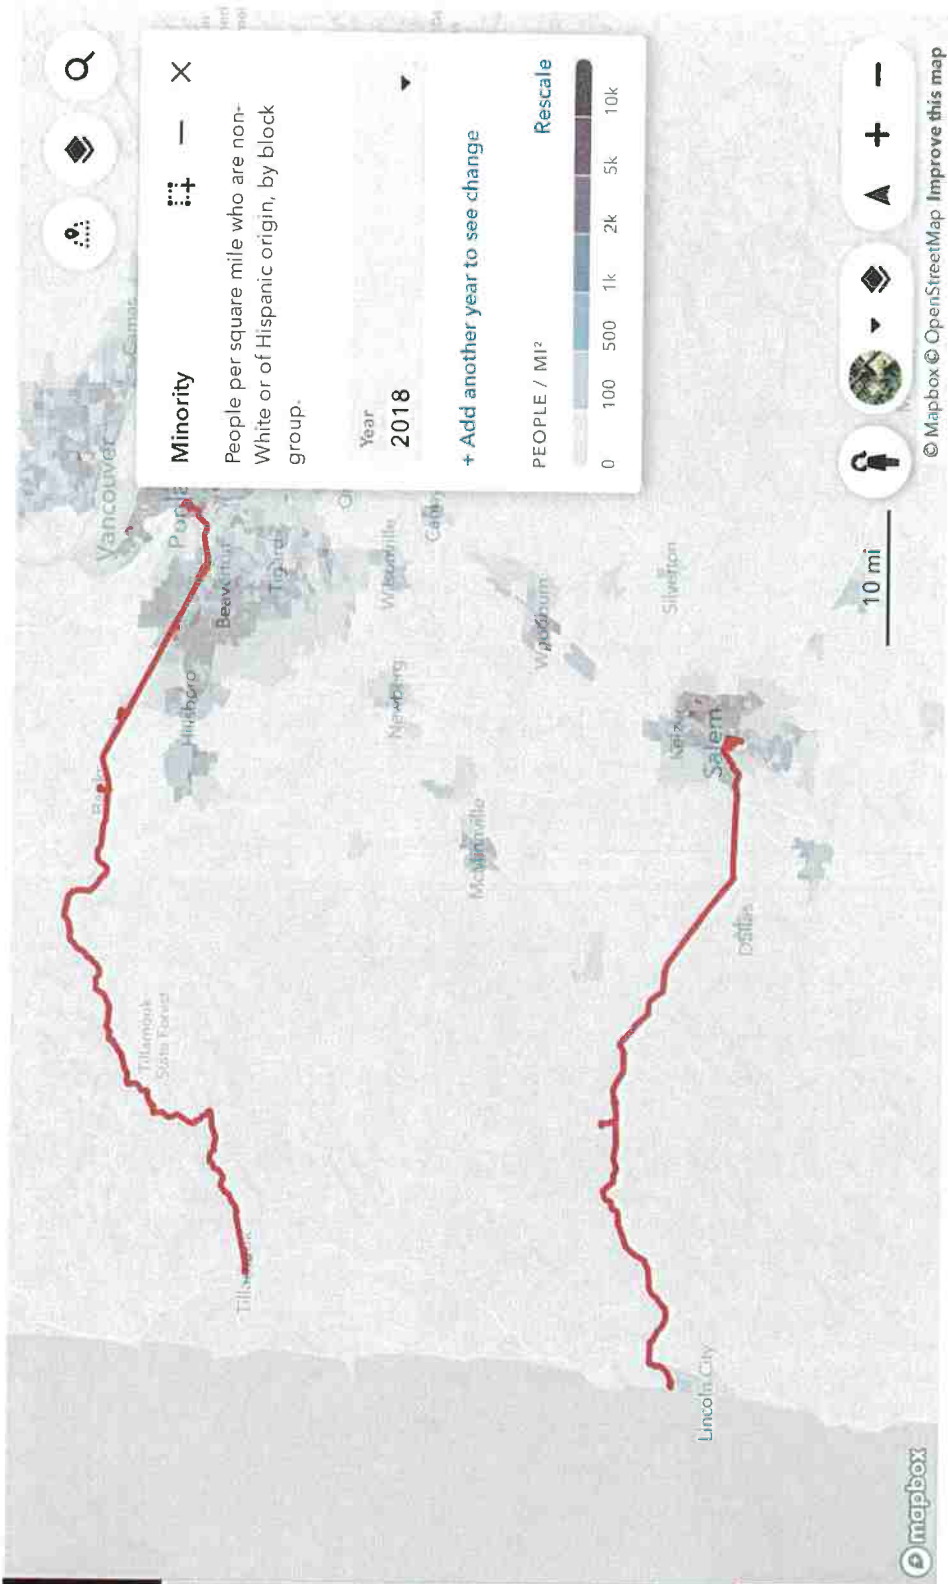 Minority
People per square mile who are non-
White or of Hispanic origin, by block
group.
Year
2018
+ Add another year to see change
PEOPLE / MI²
Rescale
0 100 500 1k 2k 5k 10k
Vancouver
Camas
Beaverton
Tigard
Hillsboro
Wilsonville
Newberg
Woodburn
Silverton
McMinnville
Salem
Tillamook
State Forest
Lincoln City
10 mi
mapbox
© Mapbox © OpenStreetMap Improve this map